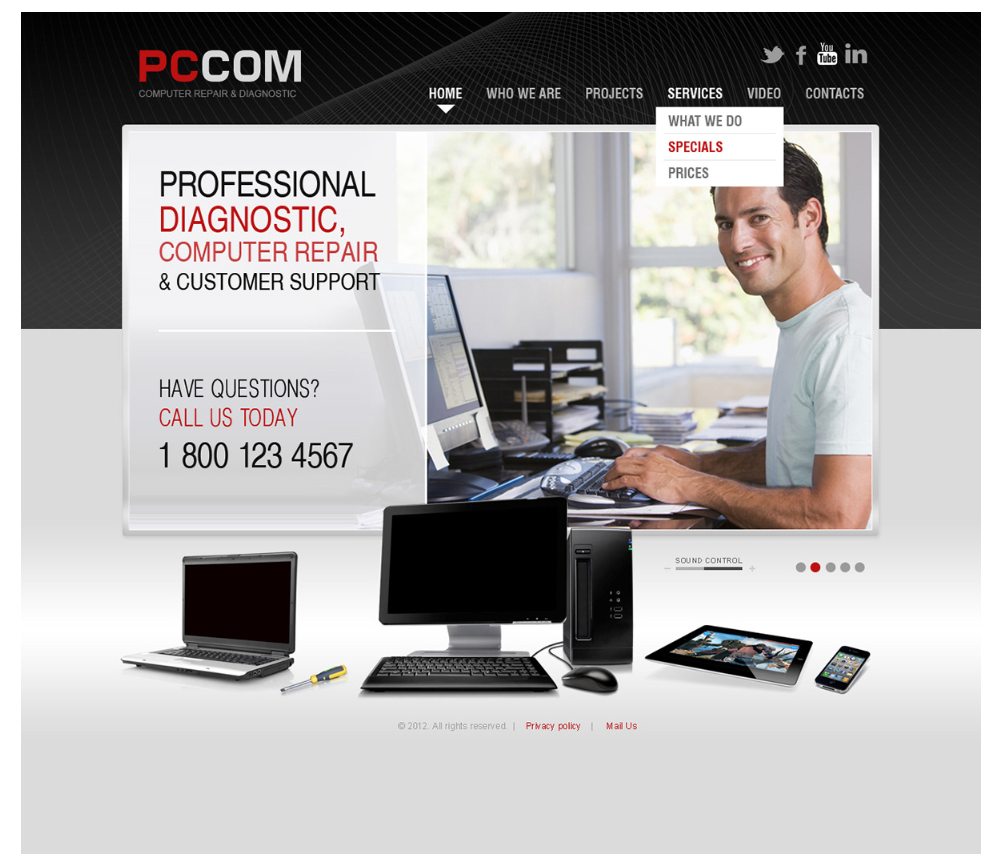 PCCOM
COMPUTER REPAIR & DIAGNOSTIC
You
Tube
HOME WHO WE ARE PROJECTS SERVICES VIDEO CONTACTS
WHAT WE DO
SPECIALS
PRICES
PROFESSIONAL
DIAGNOSTIC,
COMPUTER REPAIR
& CUSTOMER SUPPORT
HAVE QUESTIONS?
CALL US TODAY
1 800 123 4567
SOUND CONTROL
© 2012. All rights reserved. | Privacy policy | Mail Us